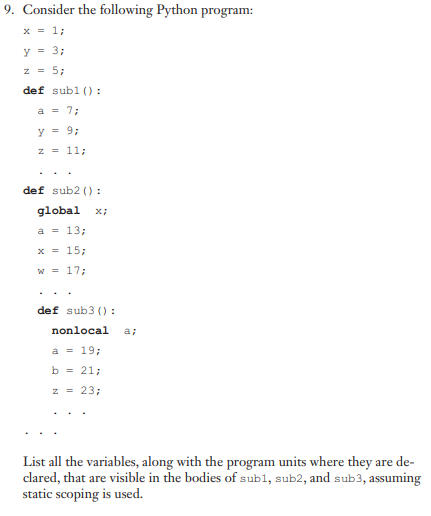 9. Consider the following Python program:
x = 1;
y = 3;
z = 5;
def sub1():
a = 7;
y = 9;
z = 11;
. . .
def sub2():
global x;
a = 13;
x = 15;
w = 17;
. . .
def sub3():
nonlocal a;
a = 19;
b = 21;
z = 23;
. . .
. . .
List all the variables, along with the program units where they are de-
clared, that are visible in the bodies of sub1, sub2, and sub3, assuming
static scoping is used.